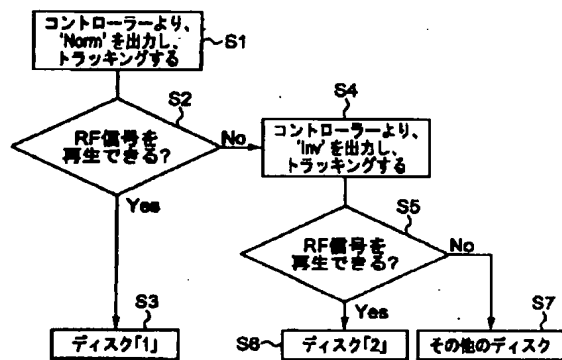 コントローラーより、
'Norm'を出力し、
トラッキングする
S1
S2
RF信号を
再生できる?
No
Yes
S4
コントローラーより、
'Inv'を出力し、
トラッキングする
S5
RF信号を
再生できる?
No
Yes
S3
ディスク「1」
S6
ディスク「2」
S7
その他のディスク